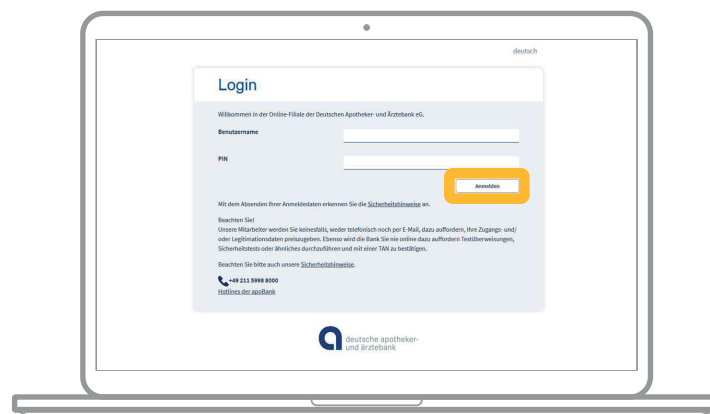 deutsch
Login
Willkommen in der Online-Filiale der Deutschen Apotheker- und Ärztebank eG.
Benutzername
PIN
Anmelden
Mit dem Absenden Ihrer Anmeldedaten erkennen Sie die Sicherheitshinweise an.
Beachten Sie!
Unsere Mitarbeiter werden Sie keinesfalls, weder telefonisch noch per E-Mail, dazu auffordern, Ihre Zugangs- und/
oder Legitimationsdaten preiszugeben. Ebenso wird die Bank Sie nie online dazu auffordern Testüberweisungen,
Sicherheitstests oder ähnliches durchzuführen und mit einer TAN zu bestätigen.
Beachten Sie bitte auch unsere Sicherheitshinweise.
+49 211 5998 8000
Hotlines der apoBank
deutsche apotheker-
und ärztebank